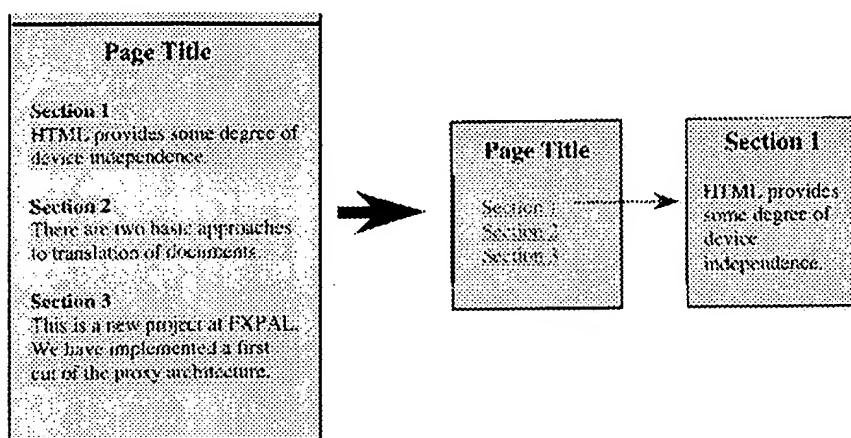 Page Title
Section 1
HTML provides some degree of
device independence.
Section 2
There are two basic approaches
to translation of documents.
Section 3
This is a new project at FXPAL.
We have implemented a first
cut of the proxy architecture.
Page Title
Section 1
Section 2
Section 3
Section 1
HTML provides
some degree of
device
independence.